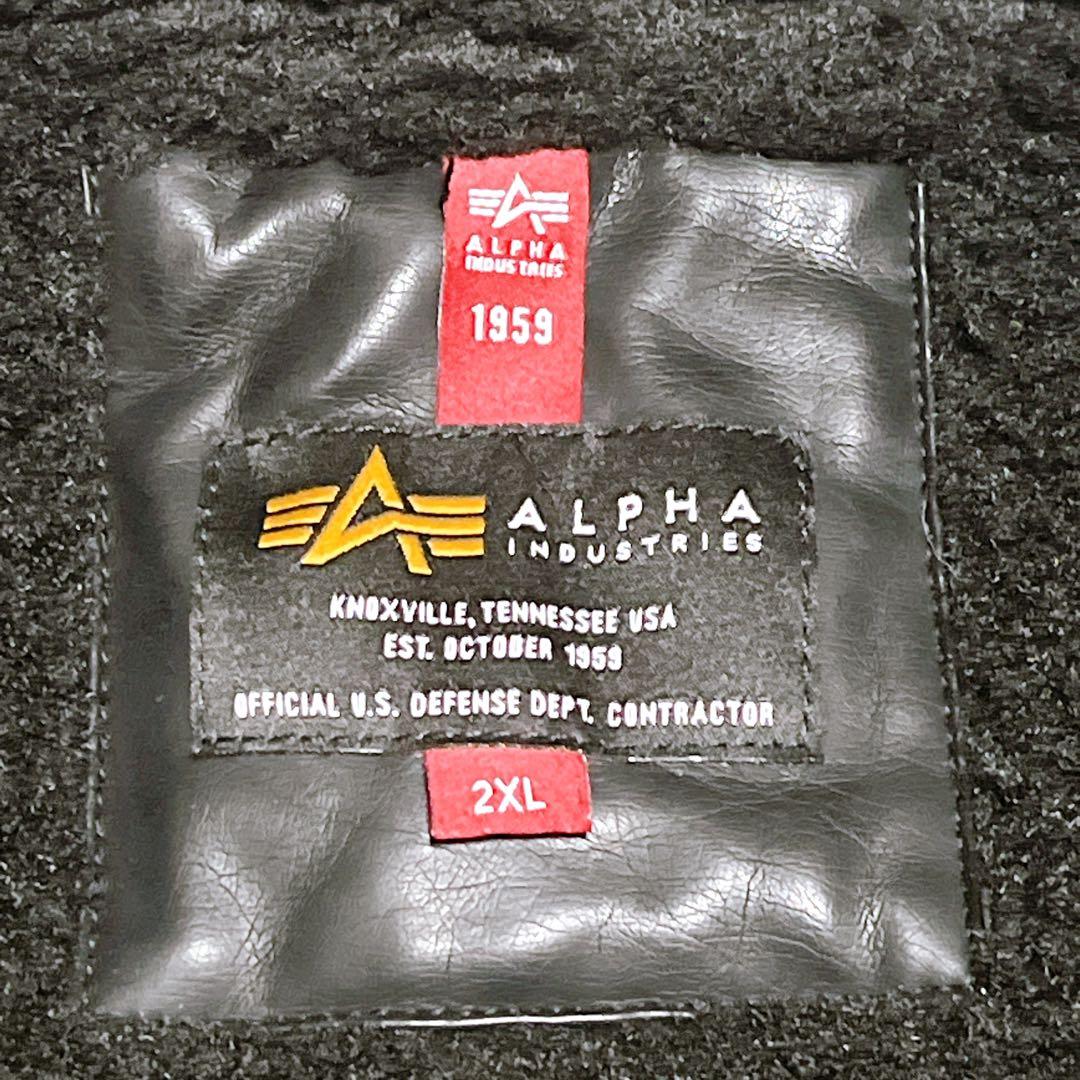 ALPHA
INDUSTRIES
1959
ALPHA
INDUSTRIES
KNOXVILLE, TENNESSEE USA
EST. OCTOBER 1959
OFFICIAL U.S. DEFENSE DEPT. CONTRACTOR
2XL